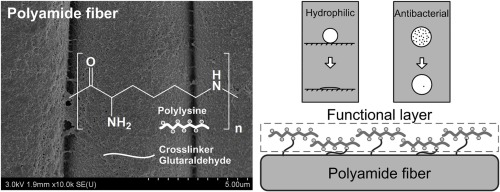 Polyamide fiber
O
H
N
NH2
n
Polylysine
Crosslinker
Glutaraldehyde
3.0kV 1.9mm x10.0k SE(U)
5.00um
Hydrophilic
Antibacterial
Functional layer
Polyamide fiber